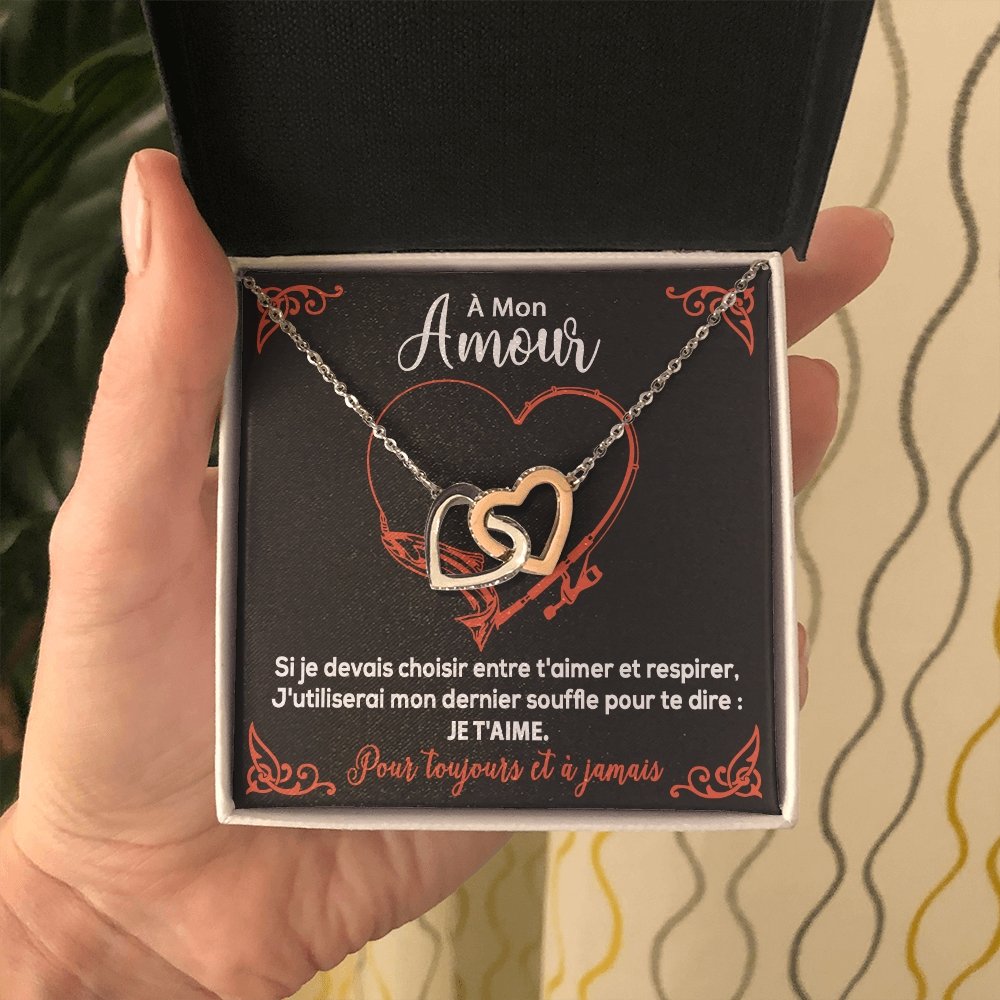 À Mon
Amour
Si je devais choisir entre t'aimer et respirer,
J'utiliserai mon dernier souffle pour te dire :
JE T'AIME.
Pour toujours et à jamais